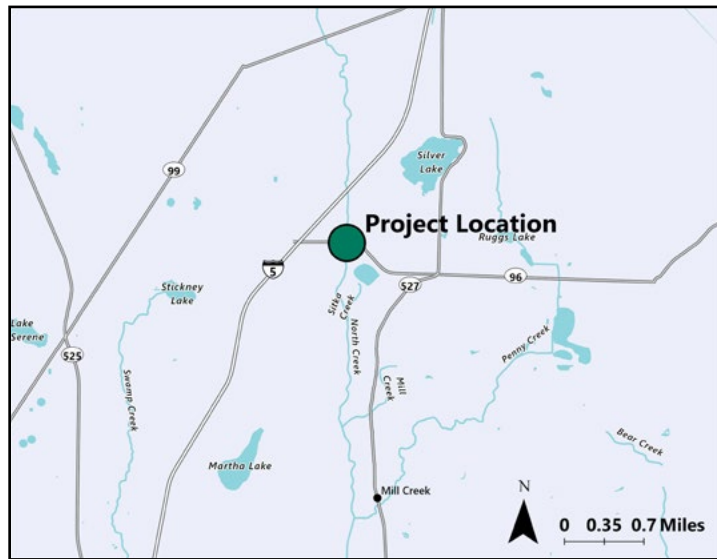 99
Silver
Lake
Project Location
Ruggs Lake
5
96
527
Stickney
Lake
Sitka
Creek
North Creek
Lake
Serene
525
Penny Creek
Mill
Creek
Swamp Creek
Bear Creek
Martha Lake
Mill Creek
N
0 0.35 0.7 Miles